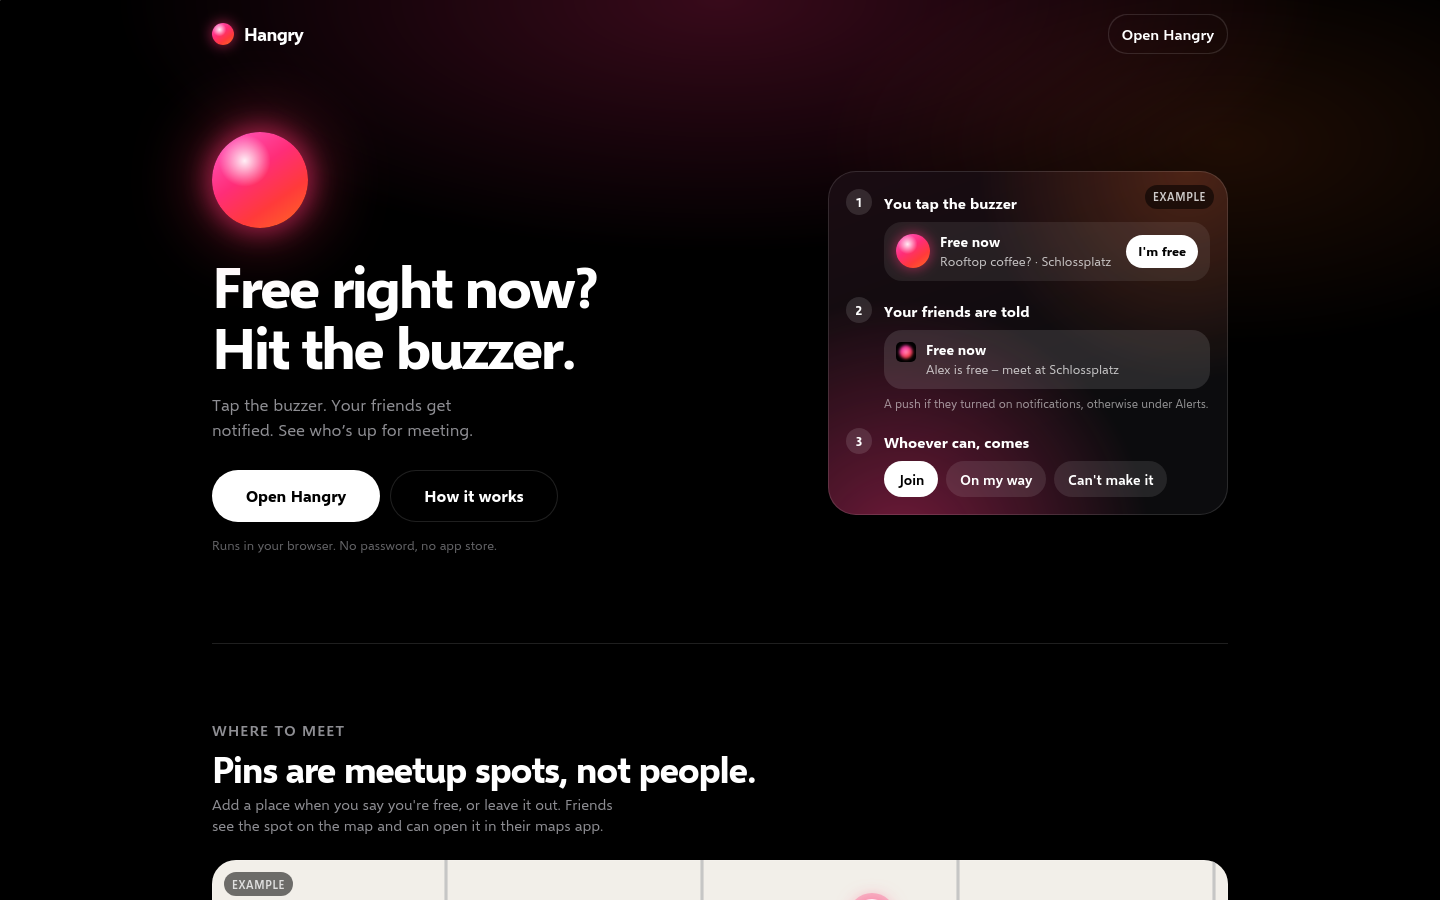 Hangry
Open Hangry
Free right now?
Hit the buzzer.
Tap the buzzer. Your friends get
notified. See who’s up for meeting.
Open Hangry
How it works
Runs in your browser. No password, no app store.
1
You tap the buzzer
EXAMPLE
Free now
Rooftop coffee? · Schlossplatz
I'm free
2
Your friends are told
Free now
Alex is free – meet at Schlossplatz
A push if they turned on notifications, otherwise under Alerts.
3
Whoever can, comes
Join
On my way
Can't make it
WHERE TO MEET
Pins are meetup spots, not people.
Add a place when you say you're free, or leave it out. Friends
see the spot on the map and can open it in their maps app.
EXAMPLE